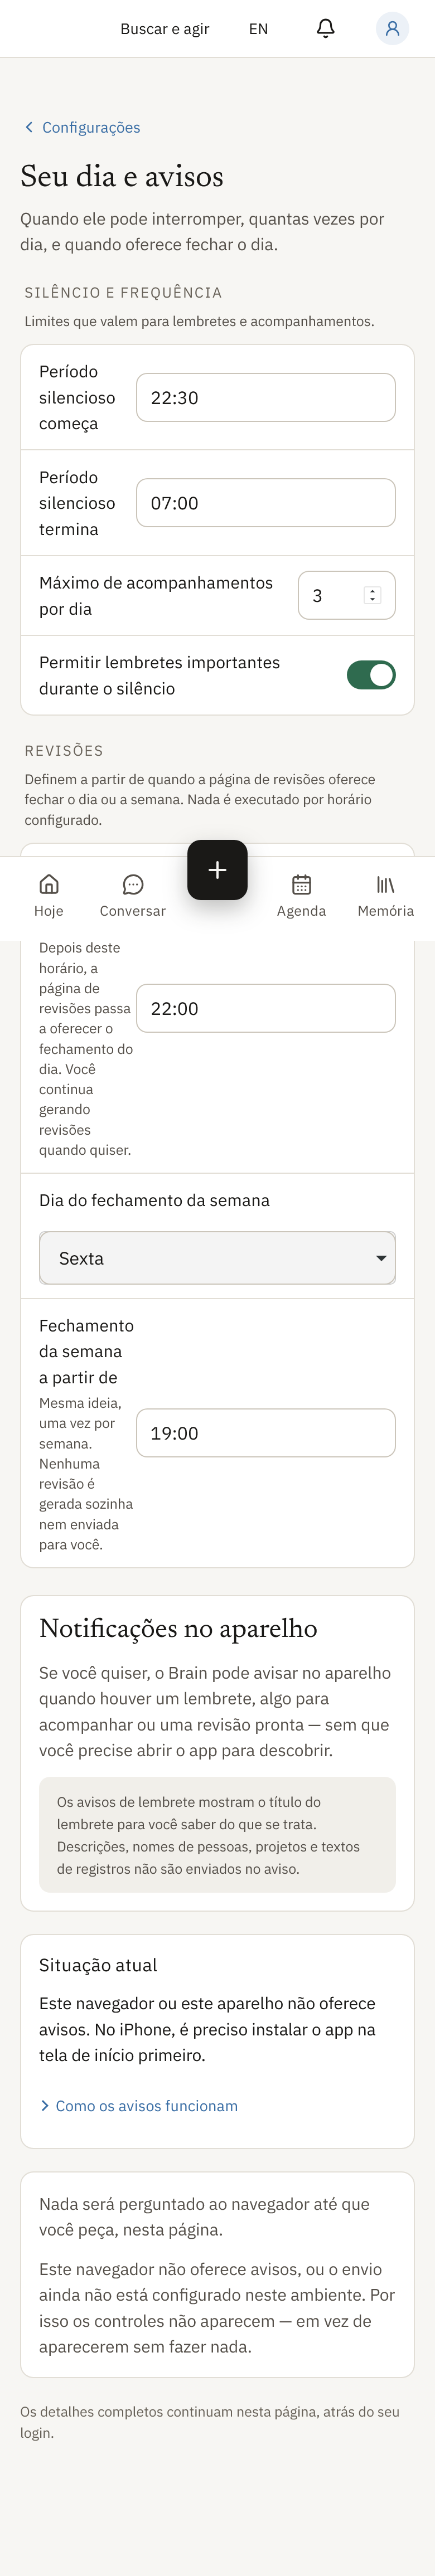 Buscar e agir EN
Configurações
Seu dia e avisos
Quando ele pode interromper, quantas vezes por
dia, e quando oferece fechar o dia.
SILÊNCIO E FREQUÊNCIA
Limites que valem para lembretes e acompanhamentos.
Período
silencioso
começa
22:30
Período
silencioso
termina
07:00
Máximo de acompanhamentos
por dia
3
Permitir lembretes importantes
durante o silêncio
REVISÕES
Definem a partir de quando a página de revisões oferece
fechar o dia ou a semana. Nada é executado por horário
configurado.
Hoje Conversar Agenda Memória
Depois deste
horário, a
página de
revisões passa
a oferecer o
fechamento do
dia. Você
continua
gerando
revisões
quando quiser.
22:00
Dia do fechamento da semana
Sexta
Fechamento
da semana
a partir de
Mesma ideia,
uma vez por
semana.
Nenhuma
revisão é
gerada sozinha
nem enviada
para você.
19:00
Notificações no aparelho
Se você quiser, o Brain pode avisar no aparelho
quando houver um lembrete, algo para
acompanhar ou uma revisão pronta — sem que
você precise abrir o app para descobrir.
Os avisos de lembrete mostram o título do
lembrete para você saber do que se trata.
Descrições, nomes de pessoas, projetos e textos
de registros não são enviados no aviso.
Situação atual
Este navegador ou este aparelho não oferece
avisos. No iPhone, é preciso instalar o app na
tela de início primeiro.
Como os avisos funcionam
Nada será perguntado ao navegador até que
você peça, nesta página.
Este navegador não oferece avisos, ou o envio
ainda não está configurado neste ambiente. Por
isso os controles não aparecem — em vez de
aparecerem sem fazer nada.
Os detalhes completos continuam nesta página, atrás do seu
login.